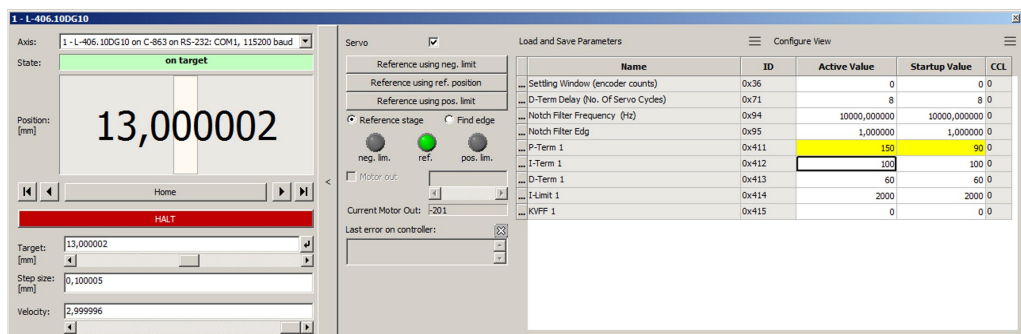 1 - L-406.10DG10
Axis: 1 - L-406.10DG10 on C-863 on RS-232: COM1, 115200 baud
State: on target
Position: [mm] 13,000002
Home
HALT
Target: [mm] 13,000002
Step size: [mm] 0,100005
Velocity: 2,999996
<
Servo
Reference using neg. limit
Reference using ref. position
Reference using pos. limit
Reference stage Find edge
neg. lim. ref. pos. lim.
Motor out
Current Motor Out: -201
Last error on controller:
Load and Save Parameters Configure View
Name ID Active Value Startup Value CCL
... Settling Window (encoder counts) 0x36 0 0 0
... D-Term Delay (No. Of Servo Cycles) 0x71 8 8 0
... Notch Filter Frequency (Hz) 0x94 10000,000000 10000,000000 0
... Notch Filter Edg 0x95 1,000000 1,000000 0
... P-Term 1 0x411 150 90 0
... I-Term 1 0x412 100 100 0
... D-Term 1 0x413 60 60 0
... I-Limit 1 0x414 2000 2000 0
... KVFF 1 0x415 0 0 0